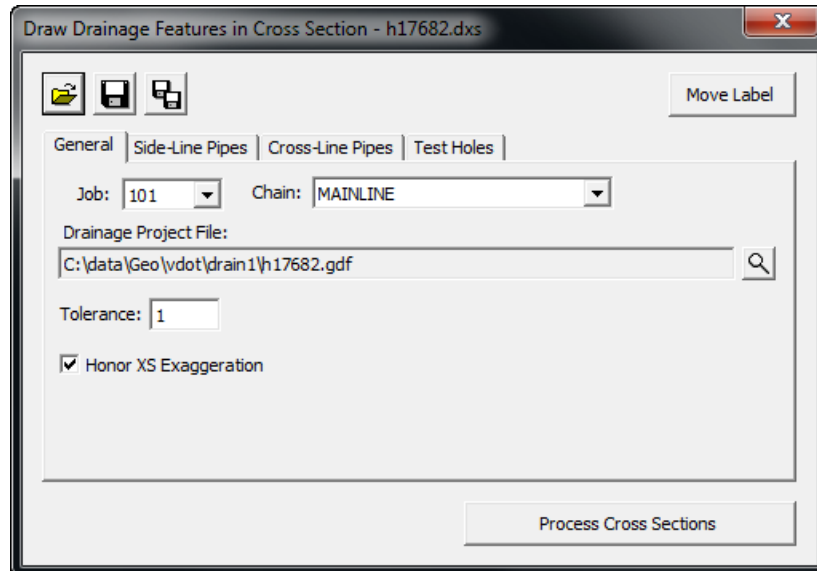 Draw Drainage Features in Cross Section - h17682.dxs
Move Label
General Side-Line Pipes Cross-Line Pipes Test Holes
Job: 101 Chain: MAINLINE
Drainage Project File:
C:\data\Geo\vdot\drain1\h17682.gdf
Tolerance: 1
Honor XS Exaggeration
Process Cross Sections